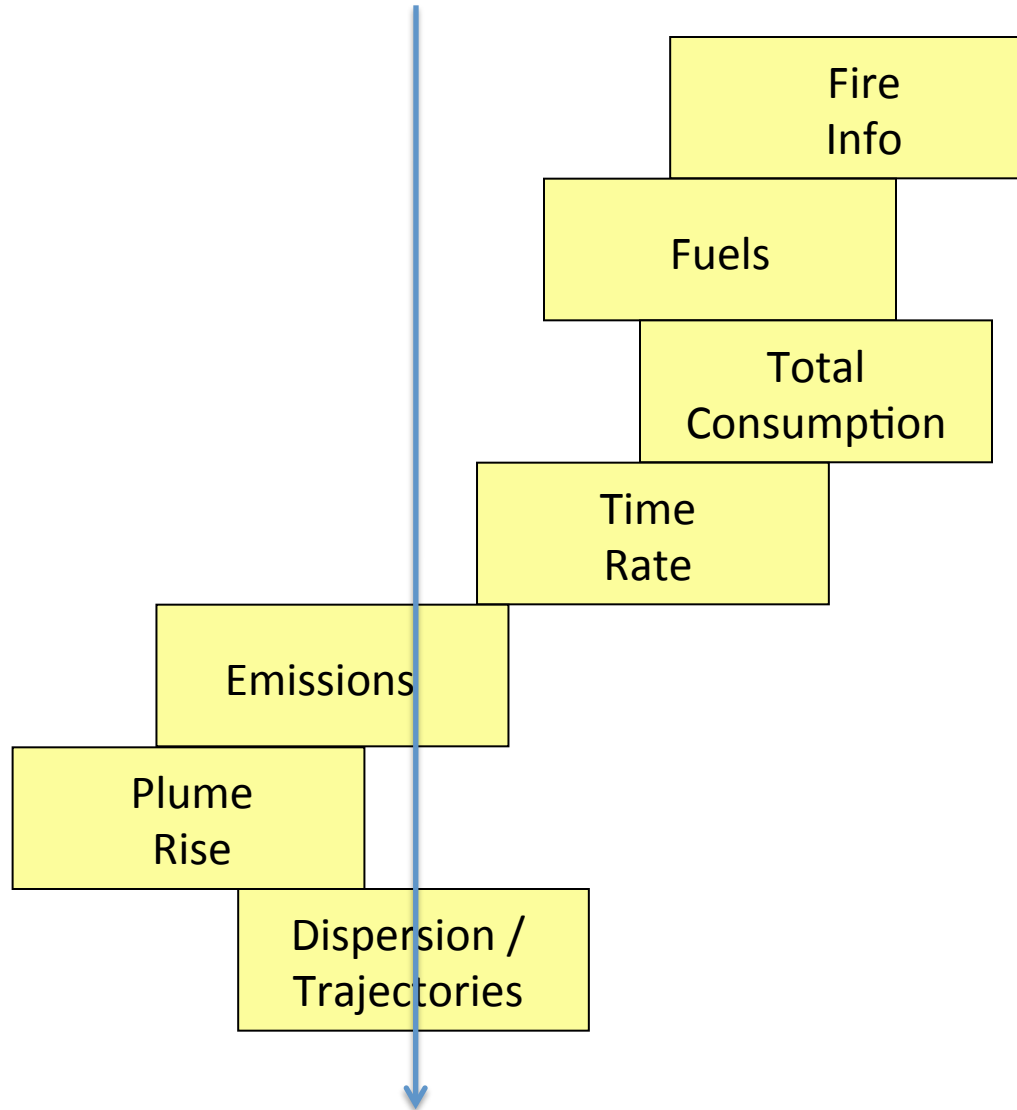 Fire
Info
Fuels
Total
Consumption
Time
Rate
Emissions
Plume
Rise
Dispersion /
Trajectories